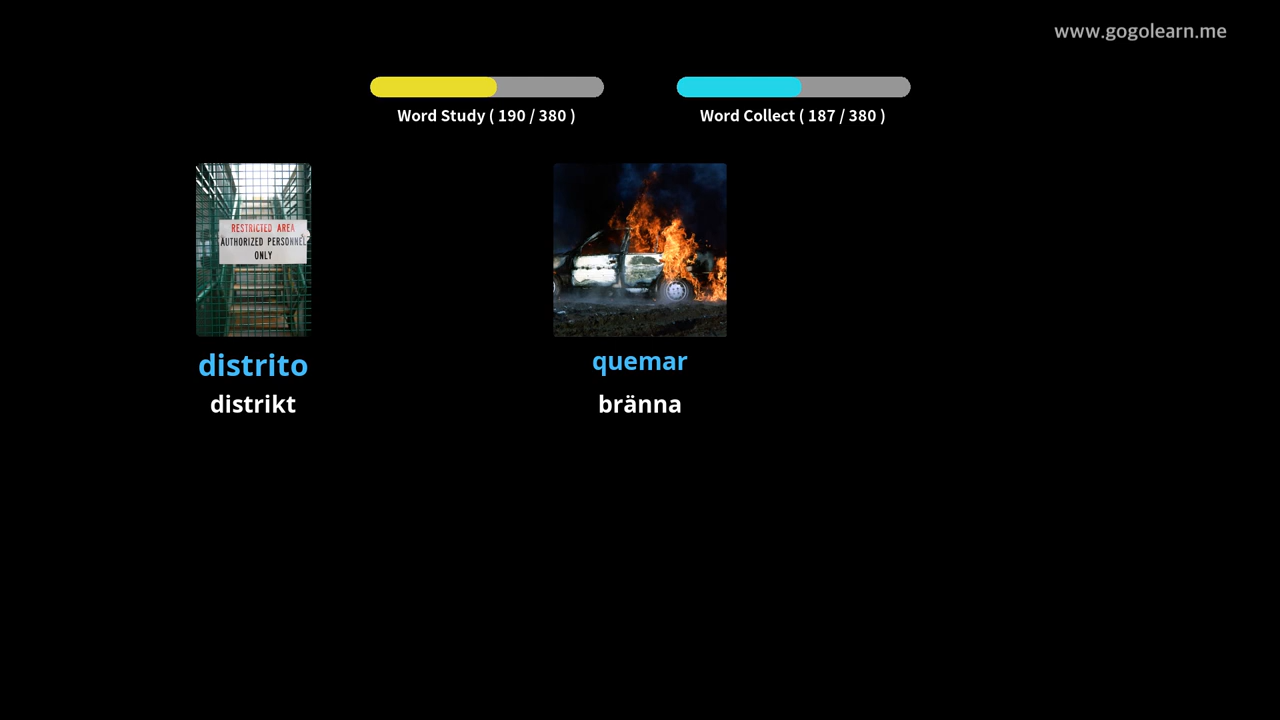 www.gogolearn.me
Word Study ( 190 / 380 )
Word Collect ( 187 / 380 )
RESTRICTED AREA
AUTHORIZED PERSONNEL
ONLY
distrito
distrikt
quemar
bränna